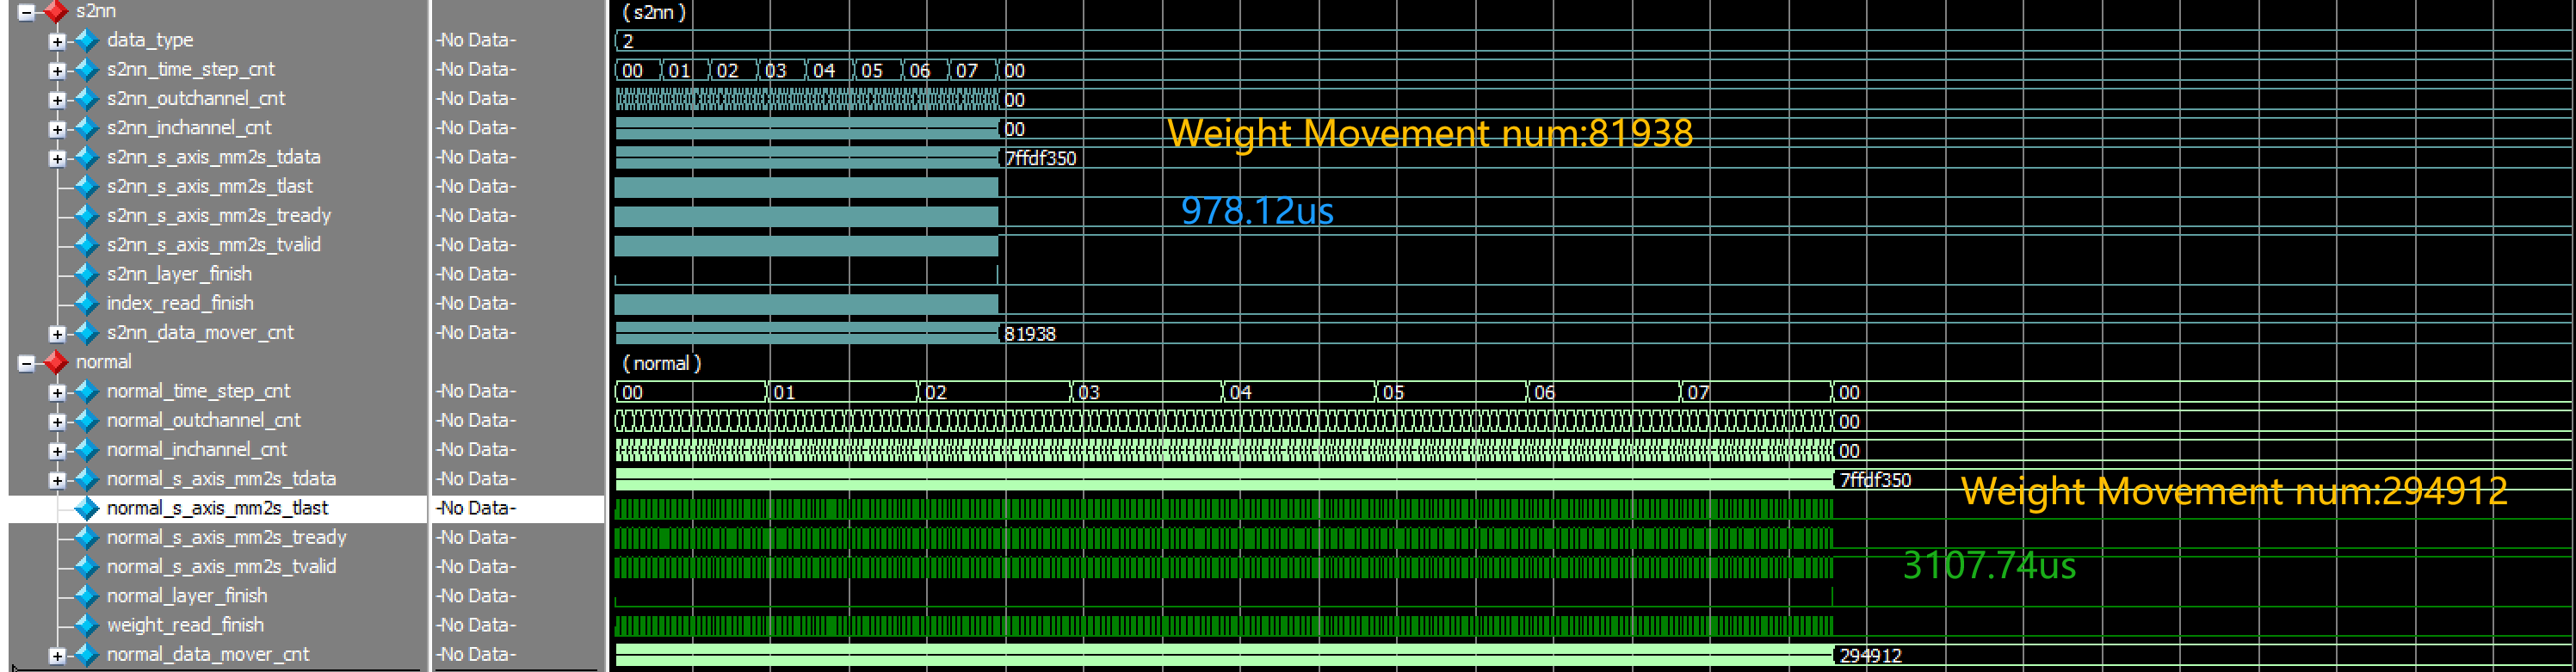 s2nn (s2nn)
data_type -No Data- 2
s2nn_time_step_cnt -No Data- 00 01 02 03 04 05 06 07 00
s2nn_outchannel_cnt -No Data- 00
s2nn_inchannel_cnt -No Data- 00
Weight Movement num:81938
s2nn_s_axis_mm2s_tdata -No Data- 7ffdf350
s2nn_s_axis_mm2s_tlast -No Data-
s2nn_s_axis_mm2s_tready -No Data- 978.12us
s2nn_s_axis_mm2s_tvalid -No Data-
s2nn_layer_finish -No Data-
index_read_finish -No Data-
s2nn_data_mover_cnt -No Data- 81938
normal (normal)
normal_time_step_cnt -No Data- 00 01 02 03 04 05 06 07 00
normal_outchannel_cnt -No Data- 00
normal_inchannel_cnt -No Data- 00
normal_s_axis_mm2s_tdata -No Data- 7ffdf350
Weight Movement num:294912
normal_s_axis_mm2s_tlast -No Data-
normal_s_axis_mm2s_tready -No Data-
normal_s_axis_mm2s_tvalid -No Data- 3107.74us
normal_layer_finish -No Data-
weight_read_finish -No Data-
normal_data_mover_cnt -No Data- 294912